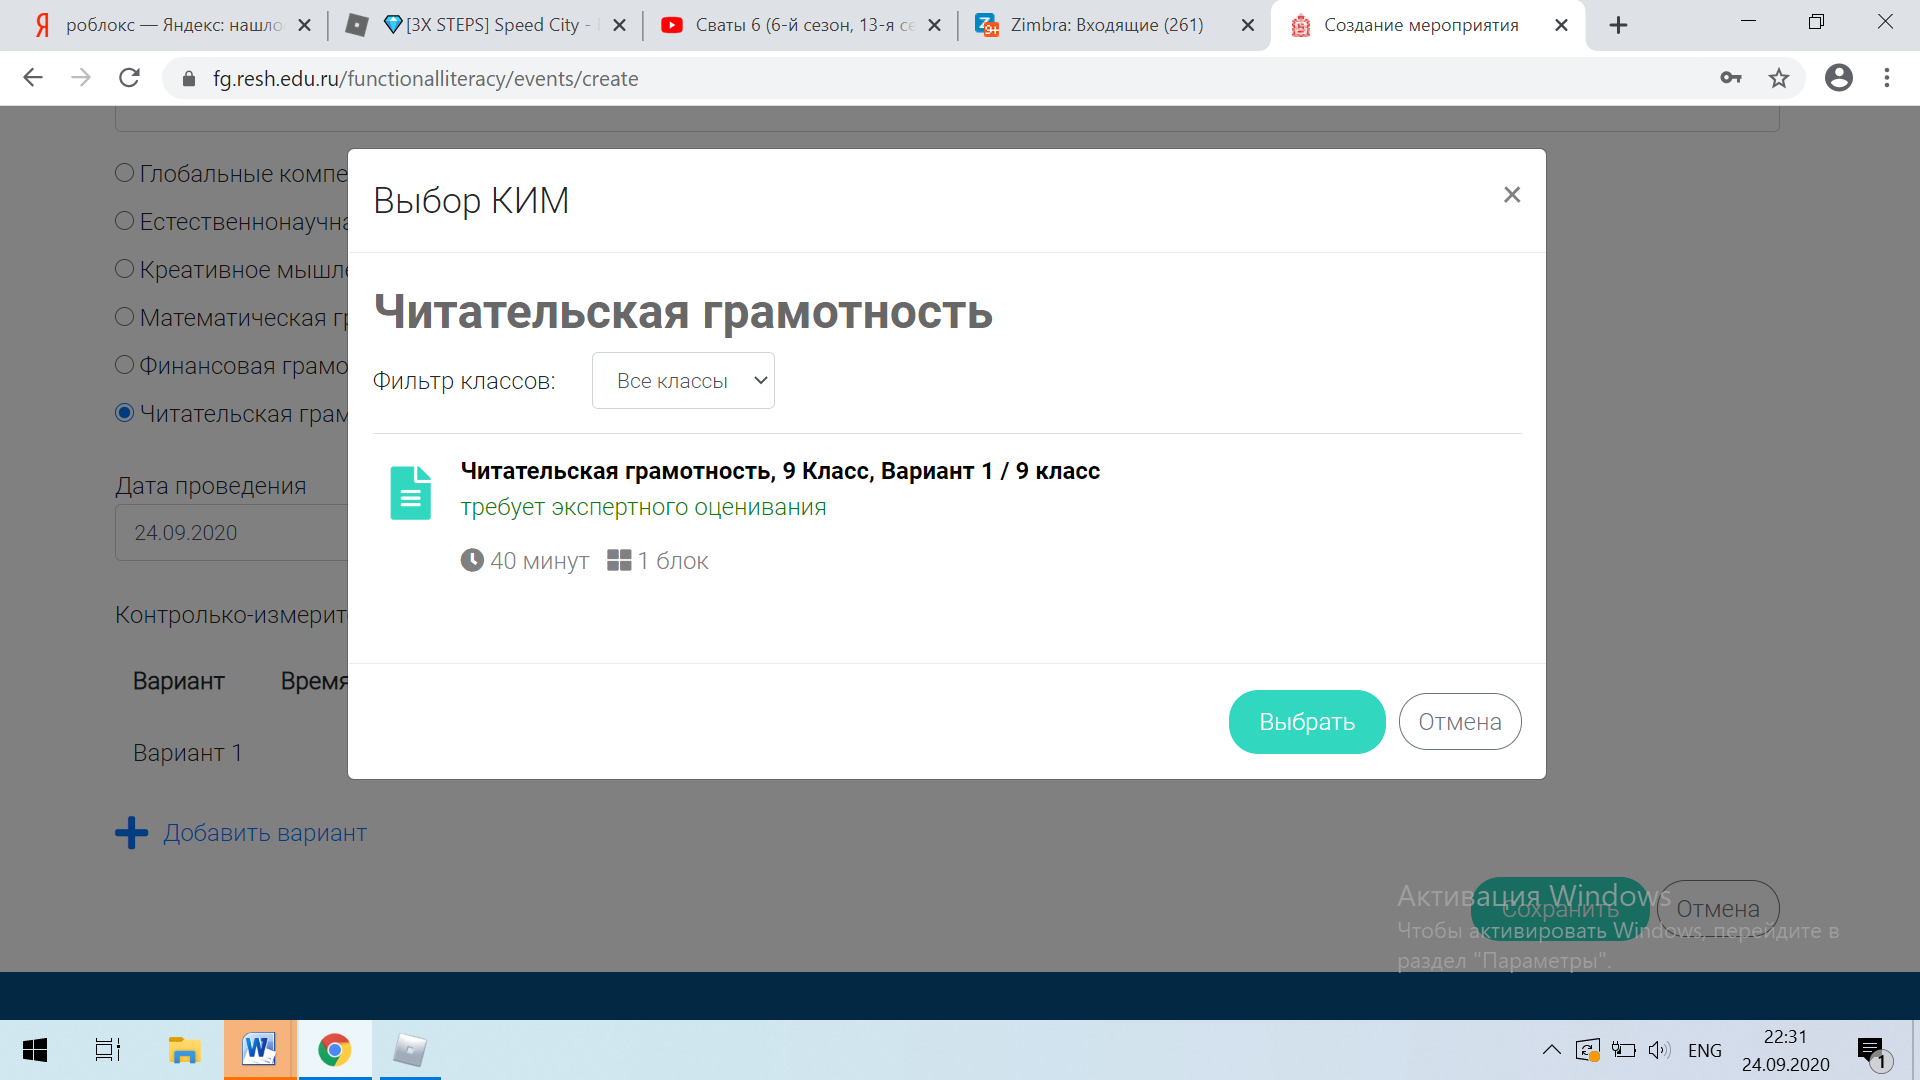 роблокс — Яндекс: нашло
[3X STEPS] Speed City -
Сваты 6 (6-й сезон, 13-я се
Zimbra: Входящие (261)
Создание мероприятия
fg.resh.edu.ru/functionalliteracy/events/create
Глобальные компе
Естественнонаучна
Креативное мышле
Математическая гр
Финансовая грамо
Читательская грам
Дата проведения
24.09.2020
Контролько-измерит
Вариант Время
Вариант 1
Добавить вариант
Выбор КИМ
Читательская грамотность
Фильтр классов: Все классы
Читательская грамотность, 9 Класс, Вариант 1 / 9 класс
требует экспертного оценивания
40 минут 1 блок
Выбрать Отмена
Сохранить Отмена
Активация Windows
Чтобы активировать Windows, перейдите в
раздел "Параметры".
ENG
22:31
24.09.2020
1